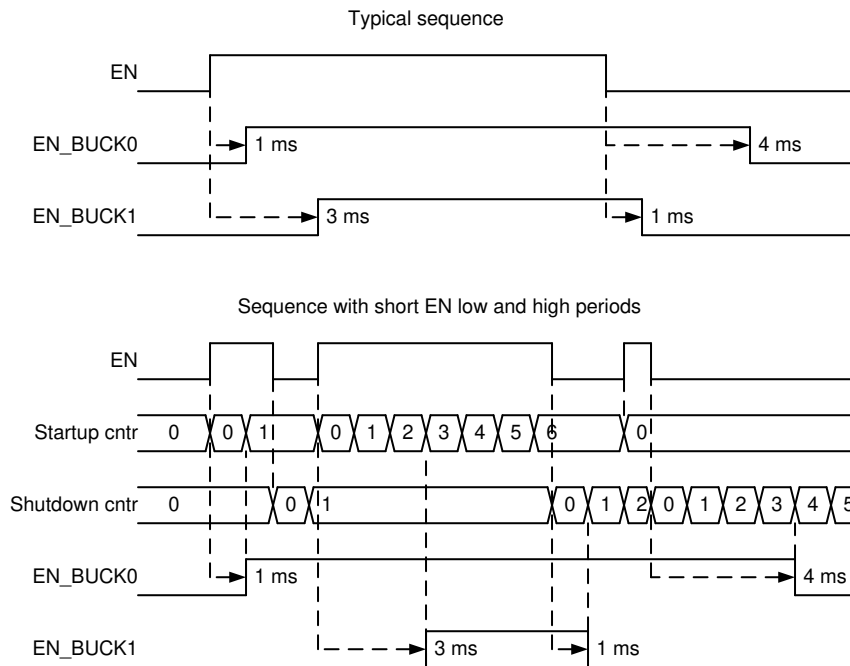 Typical sequence
EN
EN_BUCK0 1 ms 4 ms
EN_BUCK1 3 ms 1 ms
Sequence with short EN low and high periods
EN
Startup cntr 0 0 1 0 1 2 3 4 5 6 0
Shutdown cntr 0 0 1 0 1 2 0 1 2 3 4 5
EN_BUCK0 1 ms 4 ms
EN_BUCK1 3 ms 1 ms